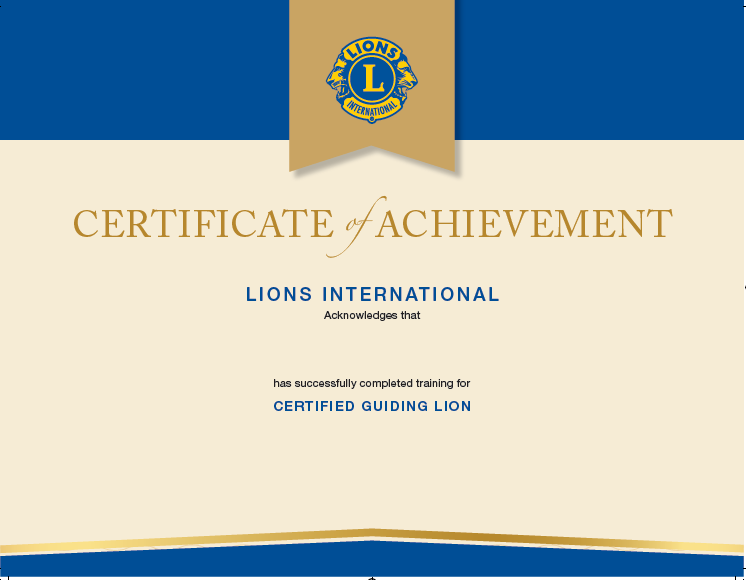 LIONS
L
INTERNATIONAL
CERTIFICATE of ACHIEVEMENT
LIONS INTERNATIONAL
Acknowledges that
has successfully completed training for
CERTIFIED GUIDING LION